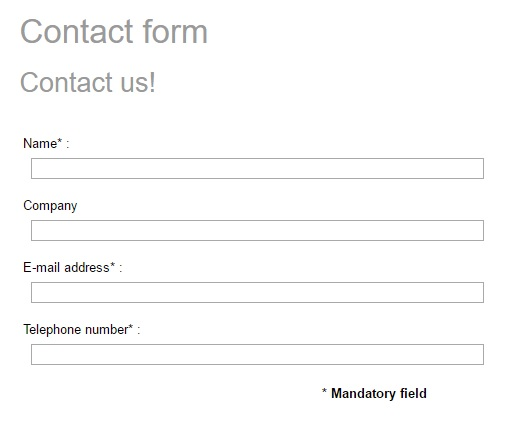 Contact form
Contact us!
Name* :
Company
E-mail address* :
Telephone number* :
* Mandatory field